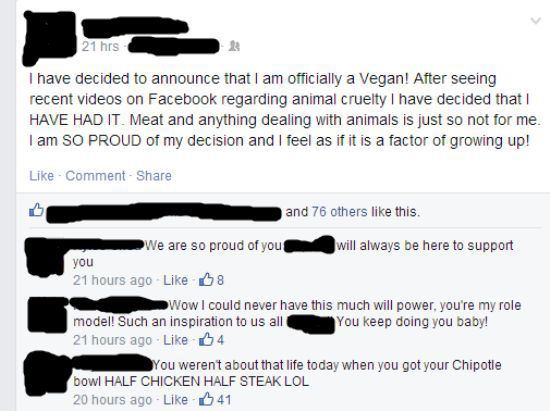 21 hrs ·
I have decided to announce that I am officially a Vegan! After seeing
recent videos on Facebook regarding animal cruelty I have decided that I
HAVE HAD IT. Meat and anything dealing with animals is just so not for me.
I am SO PROUD of my decision and I feel as if it is a factor of growing up!
Like · Comment · Share
and 76 others like this.
We are so proud of you will always be here to support
you
21 hours ago · Like · 8
Wow I could never have this much will power, you're my role
model! Such an inspiration to us all You keep doing you baby!
21 hours ago · Like · 4
You weren't about that life today when you got your Chipotle
bowl HALF CHICKEN HALF STEAK LOL
20 hours ago · Like · 41